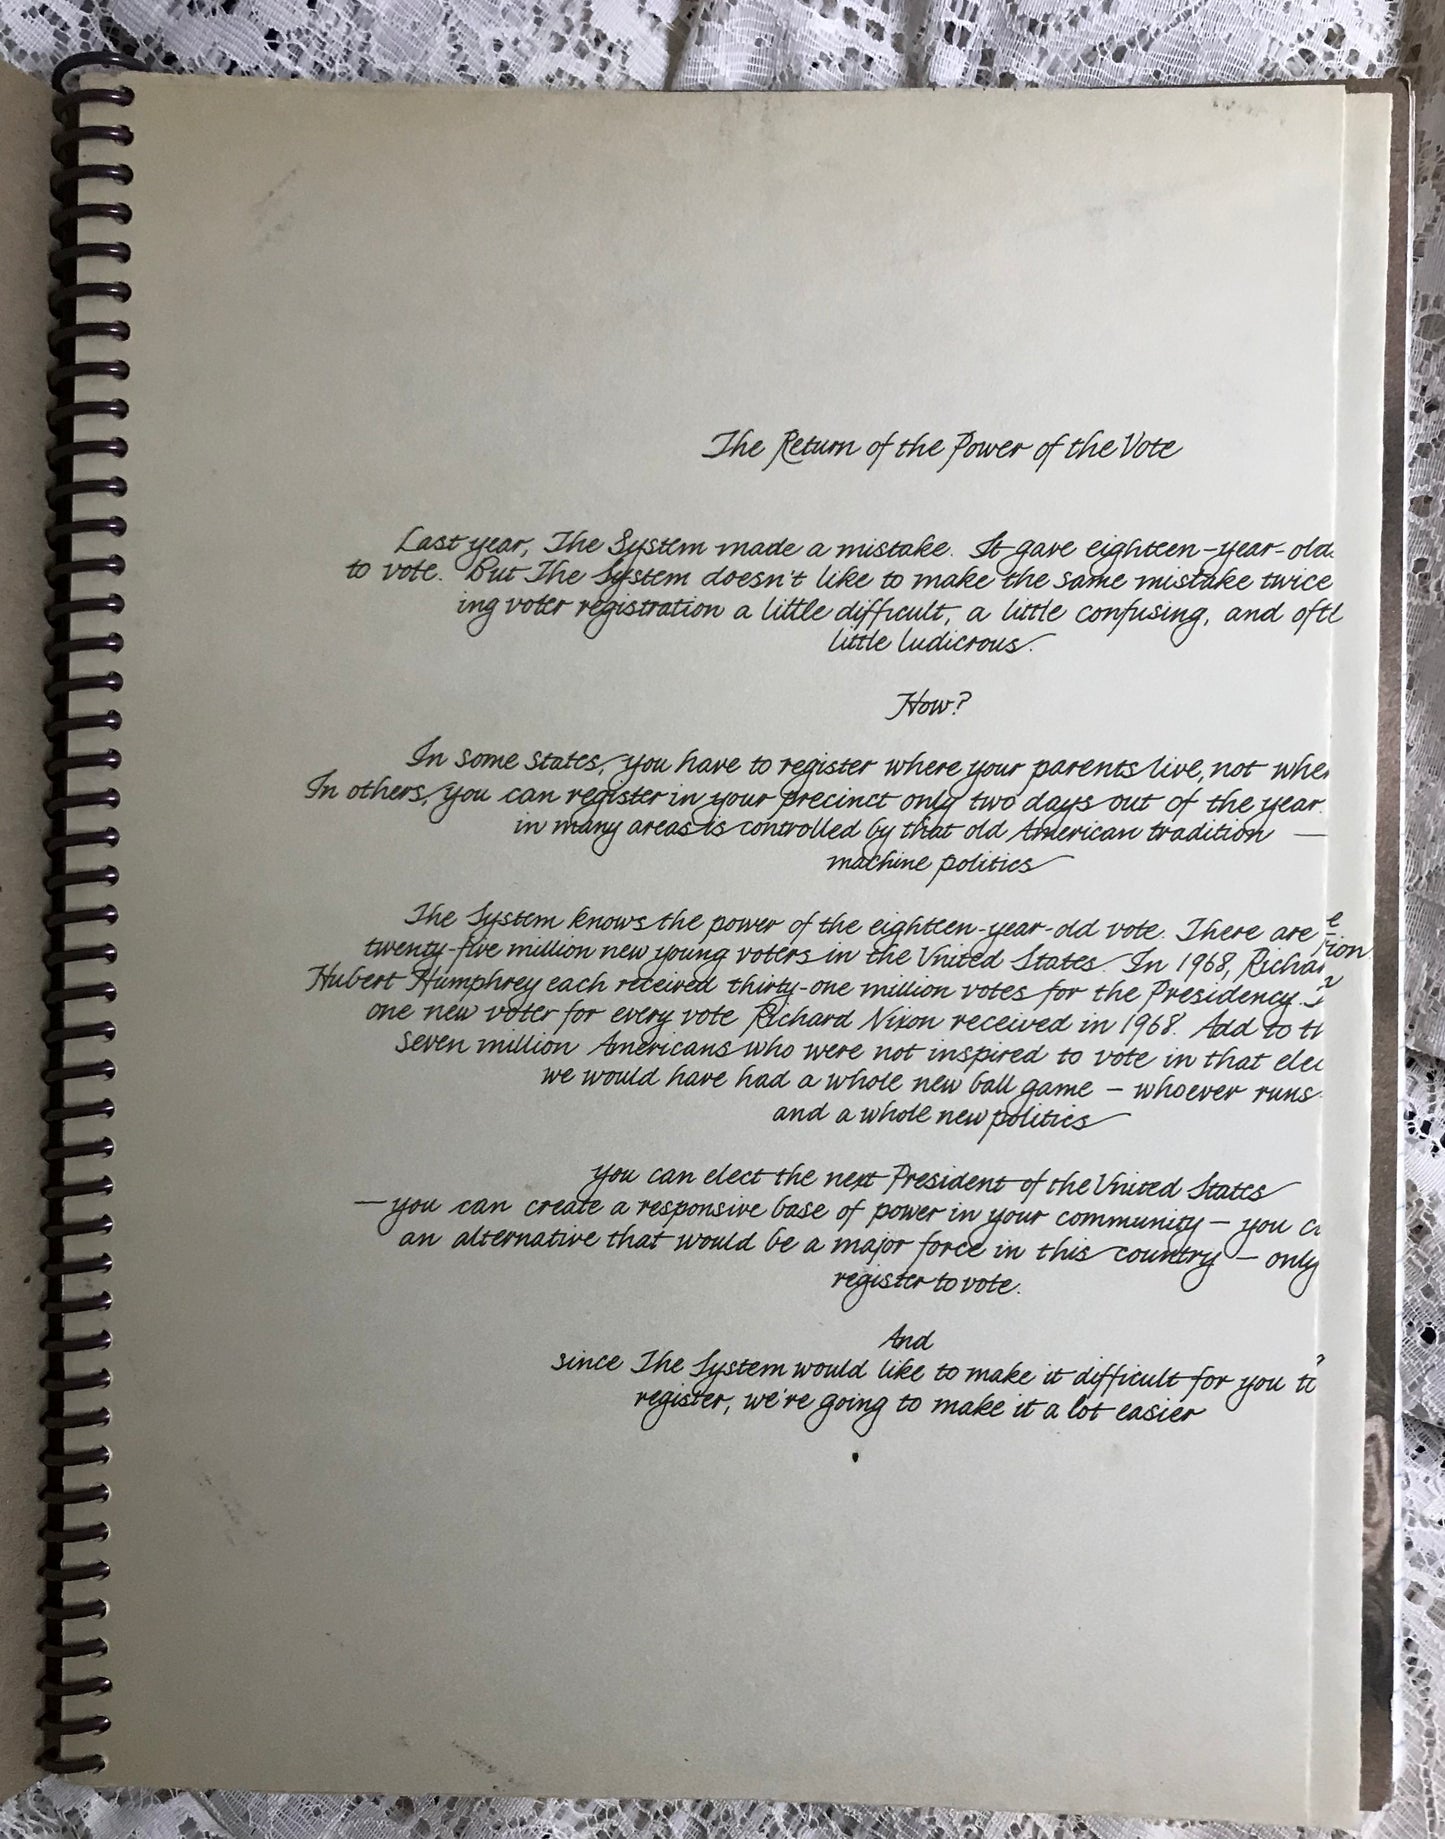 The Return of the Power of the Vote
Last year, The System made a mistake. It gave eighteen-year-old
to vote. But The System doesn't like to make the same mistake twice
ing voter registration a little difficult, a little confusing, and
little ludicrous.
How?
In some states, you have to register where your parents live, not
In others, you can register in your precinct only two days out of the year.
in many areas is controlled by that old American tradition —
machine politics
The System knows the power of the eighteen-year-old vote. There are
twenty-five million new young voters in the United States. In 1968,
Hubert Humphrey each received thirty-one million votes for the Presidency.
one new voter for every vote Richard Nixon received in 1968. Add to
seven million Americans who were not inspired to vote in that
we would have had a whole new ball game — whoever runs
and a whole new politics
you can elect the next President of the United States
— you can create a responsive base of power in your community — you
an alternative that would be a major force in this country — only
register to vote.
And
since The System would like to make it difficult for you
register, we're going to make it a lot easier